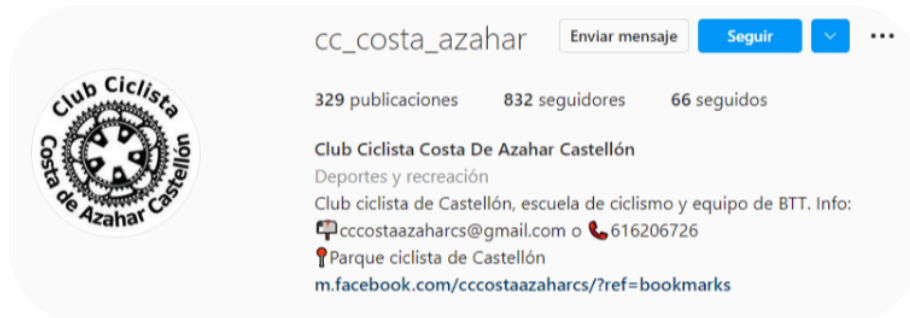 cc_costa_azahar
Enviar mensaje
Seguir
329 publicaciones 832 seguidores 66 seguidos
Club Ciclista
Costa de Azahar Castellón
Club Ciclista Costa De Azahar Castellón
Deportes y recreación
Club ciclista de Castellón, escuela de ciclismo y equipo de BTT. Info:
📬cccostaazaharcs@gmail.com o 📞616206726
📍Parque ciclista de Castellón
m.facebook.com/cccostaazaharcs/?ref=bookmarks